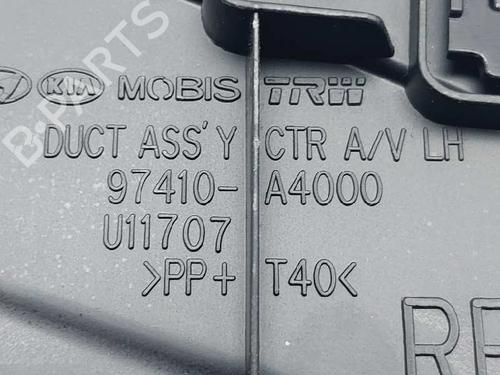 KIA MOBIS TRW
DUCT ASS'Y CTR A/V LH
97410-A4000
U11707
>PP+T40<
B-PARTS